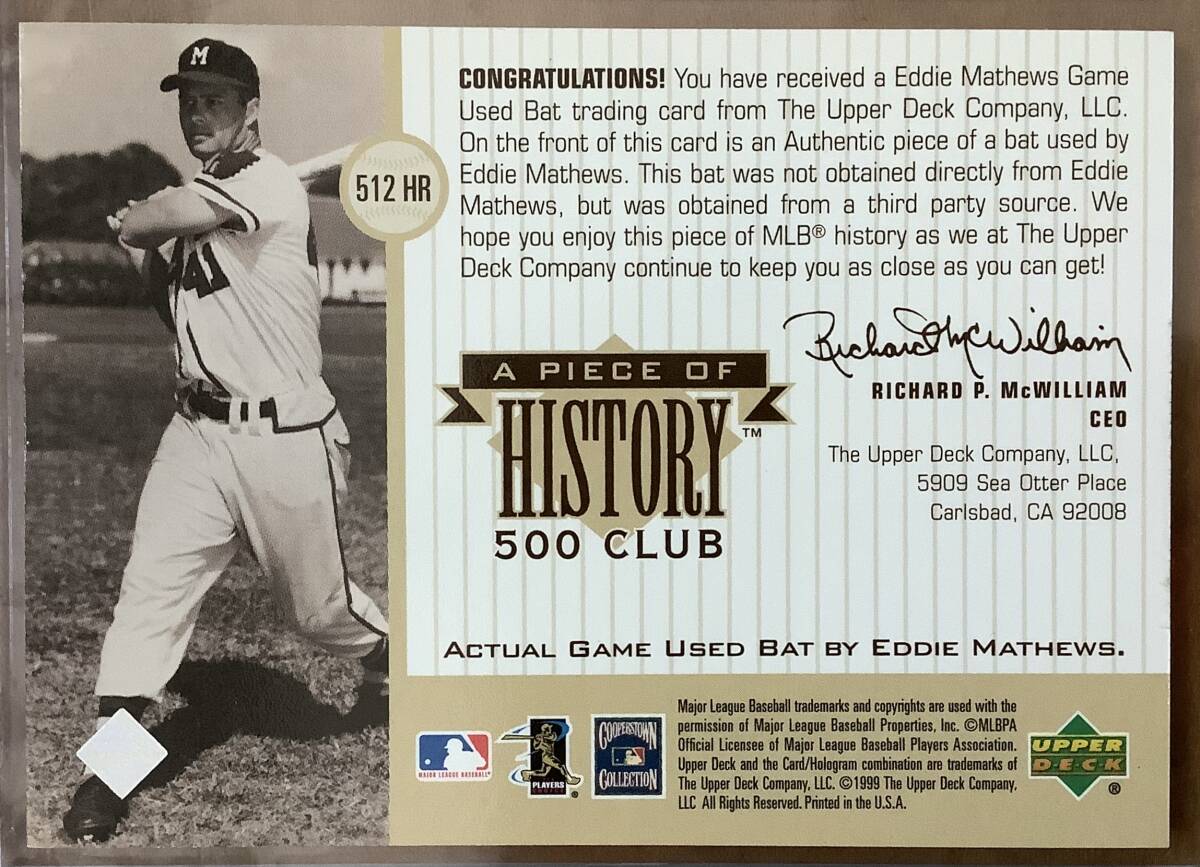 M
41
512 HR
CONGRATULATIONS! You have received a Eddie Mathews Game
Used Bat trading card from The Upper Deck Company, LLC.
On the front of this card is an Authentic piece of a bat used by
Eddie Mathews. This bat was not obtained directly from Eddie
Mathews, but was obtained from a third party source. We
hope you enjoy this piece of MLB® history as we at The Upper
Deck Company continue to keep you as close as you can get!
Richard McWilliam
RICHARD P. McWILLIAM
CEO
The Upper Deck Company, LLC,
5909 Sea Otter Place
Carlsbad, CA 92008
A PIECE OF
HISTORY™
500 CLUB
ACTUAL GAME USED BAT BY EDDIE MATHEWS.
MAJOR LEAGUE BASEBALL®
PLAYERS
CHOICE ®
COOPERSTOWN
COLLECTION
Major League Baseball trademarks and copyrights are used with the
permission of Major League Baseball Properties, Inc. ©MLBPA
Official Licensee of Major League Baseball Players Association.
Upper Deck and the Card/Hologram combination are trademarks of
The Upper Deck Company, LLC. ©1999 The Upper Deck Company,
LLC All Rights Reserved. Printed in the U.S.A.
UPPER
DECK ®